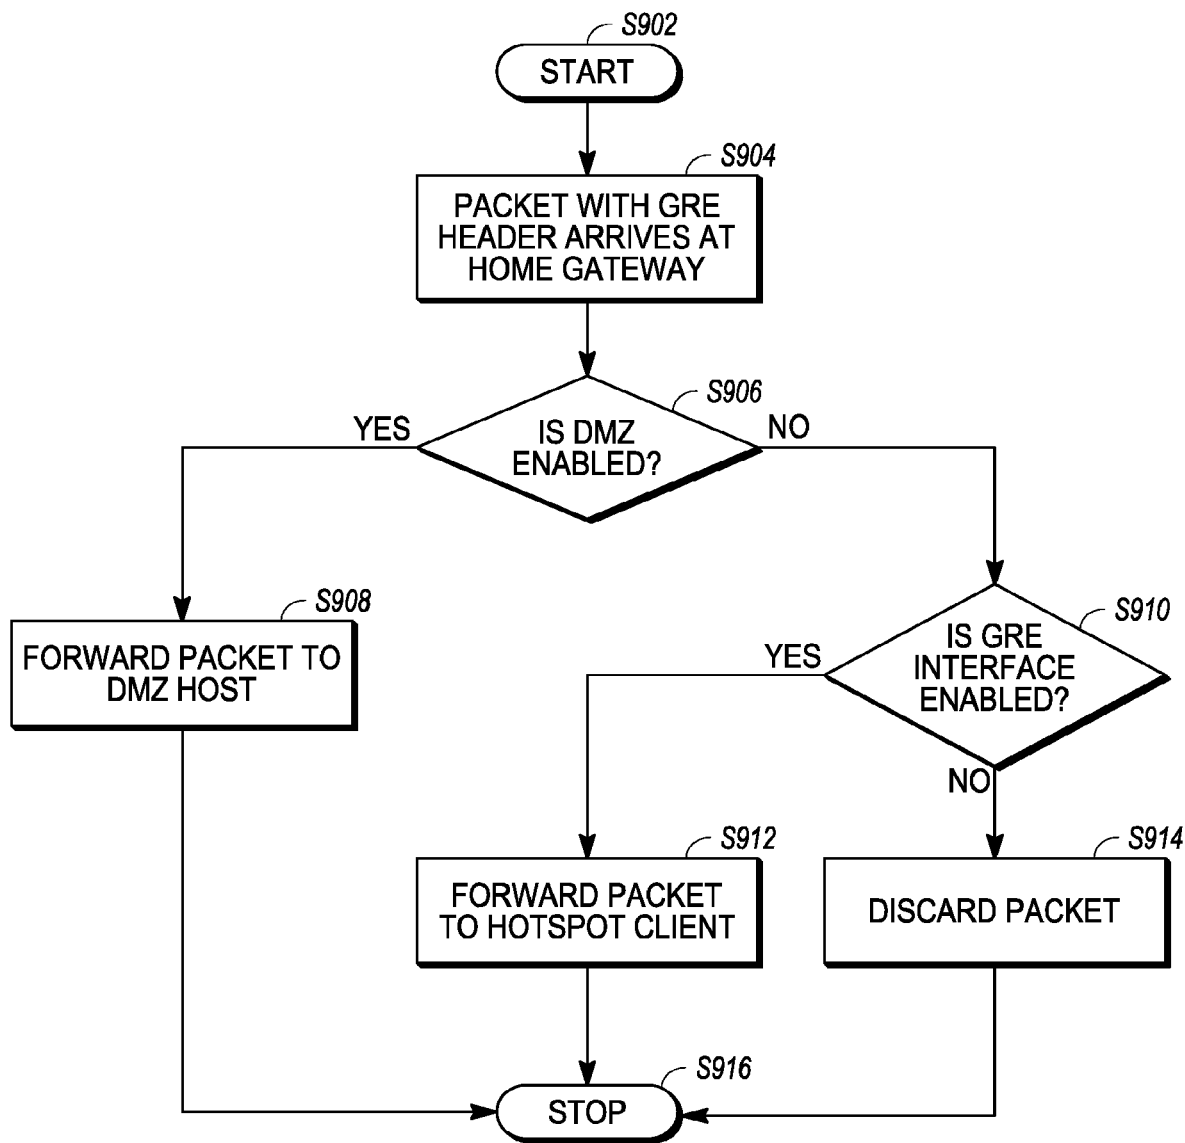 S902
START
S904
PACKET WITH GRE
HEADER ARRIVES AT
HOME GATEWAY
S906
YES
IS DMZ
ENABLED?
NO
S908
FORWARD PACKET TO
DMZ HOST
S910
YES
IS GRE
INTERFACE
ENABLED?
NO
S912
FORWARD PACKET
TO HOTSPOT CLIENT
S914
DISCARD PACKET
S916
STOP